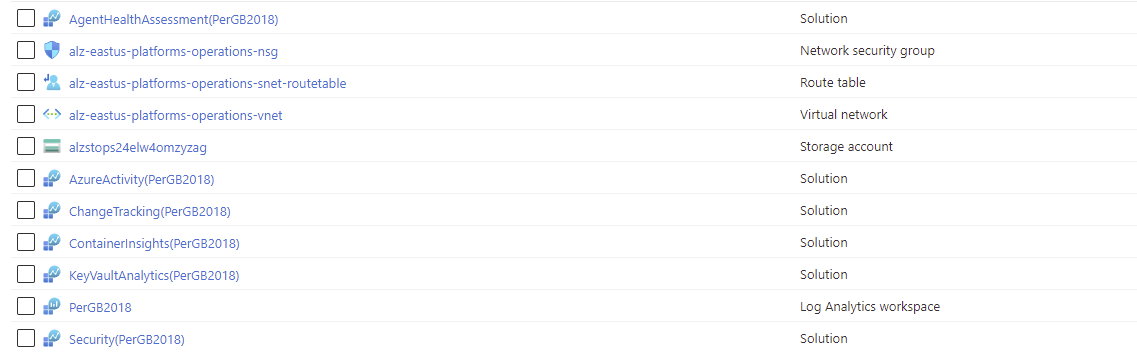 AgentHealthAssessment(PerGB2018) Solution
alz-eastus-platforms-operations-nsg Network security group
alz-eastus-platforms-operations-snet-routetable Route table
alz-eastus-platforms-operations-vnet Virtual network
alzstops24elw4omzyzag Storage account
AzureActivity(PerGB2018) Solution
ChangeTracking(PerGB2018) Solution
ContainerInsights(PerGB2018) Solution
KeyVaultAnalytics(PerGB2018) Solution
PerGB2018 Log Analytics workspace
Security(PerGB2018) Solution